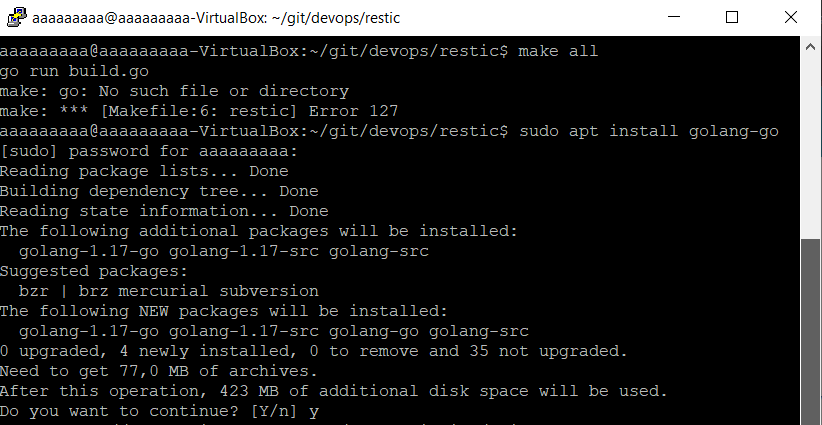 aaaaaaaaa@aaaaaaaaa-VirtualBox: ~/git/devops/restic
aaaaaaaaa@aaaaaaaaa-VirtualBox:~/git/devops/restic$ make all
go run build.go
make: go: No such file or directory
make: *** [Makefile:6: restic] Error 127
aaaaaaaaa@aaaaaaaaa-VirtualBox:~/git/devops/restic$ sudo apt install golang-go
[sudo] password for aaaaaaaaa:
Reading package lists... Done
Building dependency tree... Done
Reading state information... Done
The following additional packages will be installed:
  golang-1.17-go golang-1.17-src golang-src
Suggested packages:
  bzr | brz mercurial subversion
The following NEW packages will be installed:
  golang-1.17-go golang-1.17-src golang-go golang-src
0 upgraded, 4 newly installed, 0 to remove and 35 not upgraded.
Need to get 77,0 MB of archives.
After this operation, 423 MB of additional disk space will be used.
Do you want to continue? [Y/n] y